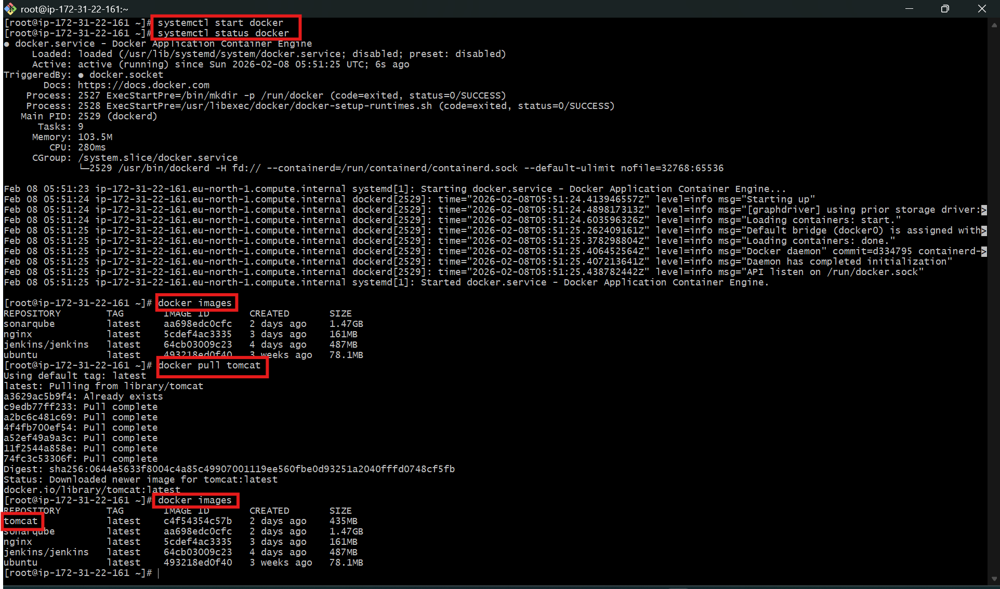 root@ip-172-31-22-161:~
[root@ip-172-31-22-161 ~]# systemctl start docker
[root@ip-172-31-22-161 ~]# systemctl status docker
● docker.service - Docker Application Container Engine
     Loaded: loaded (/usr/lib/systemd/system/docker.service; disabled; preset: disabled)
     Active: active (running) since Sun 2026-02-08 05:51:25 UTC; 6s ago
TriggeredBy: ● docker.socket
       Docs: https://docs.docker.com
    Process: 2527 ExecStartPre=/bin/mkdir -p /run/docker (code=exited, status=0/SUCCESS)
    Process: 2528 ExecStartPre=/usr/libexec/docker/docker-setup-runtimes.sh (code=exited, status=0/SUCCESS)
   Main PID: 2529 (dockerd)
      Tasks: 9
     Memory: 103.5M
        CPU: 280ms
     CGroup: /system.slice/docker.service
             └─2529 /usr/bin/dockerd -H fd:// --containerd=/run/containerd/containerd.sock --default-ulimit nofile=32768:65536
Feb 08 05:51:23 ip-172-31-22-161.eu-north-1.compute.internal systemd[1]: Starting docker.service - Docker Application Container Engine...
Feb 08 05:51:24 ip-172-31-22-161.eu-north-1.compute.internal dockerd[2529]: time="2026-02-08T05:51:24.413946557Z" level=info msg="Starting up"
Feb 08 05:51:24 ip-172-31-22-161.eu-north-1.compute.internal dockerd[2529]: time="2026-02-08T05:51:24.489817313Z" level=info msg="[graphdriver] using prior storage driver:>
Feb 08 05:51:24 ip-172-31-22-161.eu-north-1.compute.internal dockerd[2529]: time="2026-02-08T05:51:24.603596326Z" level=info msg="Loading containers: start."
Feb 08 05:51:25 ip-172-31-22-161.eu-north-1.compute.internal dockerd[2529]: time="2026-02-08T05:51:25.262409161Z" level=info msg="Default bridge (docker0) is assigned with>
Feb 08 05:51:25 ip-172-31-22-161.eu-north-1.compute.internal dockerd[2529]: time="2026-02-08T05:51:25.378298804Z" level=info msg="Loading containers: done."
Feb 08 05:51:25 ip-172-31-22-161.eu-north-1.compute.internal dockerd[2529]: time="2026-02-08T05:51:25.406452564Z" level=info msg="Docker daemon" commit=d334795 containerd->
Feb 08 05:51:25 ip-172-31-22-161.eu-north-1.compute.internal dockerd[2529]: time="2026-02-08T05:51:25.407213641Z" level=info msg="Daemon has completed initialization"
Feb 08 05:51:25 ip-172-31-22-161.eu-north-1.compute.internal dockerd[2529]: time="2026-02-08T05:51:25.438782442Z" level=info msg="API listen on /run/docker.sock"
Feb 08 05:51:25 ip-172-31-22-161.eu-north-1.compute.internal systemd[1]: Started docker.service - Docker Application Container Engine.
[root@ip-172-31-22-161 ~]# docker images
REPOSITORY        TAG       IMAGE ID       CREATED       SIZE
sonarqube         latest    aa698edc0cfc   2 days ago    1.47GB
nginx             latest    5cdef4ac3335   3 days ago    161MB
jenkins/jenkins   latest    64cb03009c23   4 days ago    487MB
ubuntu            latest    493218ed0f40   3 weeks ago   78.1MB
[root@ip-172-31-22-161 ~]# docker pull tomcat
Using default tag: latest
latest: Pulling from library/tomcat
a3629ac5b9f4: Already exists
c9edb77ff233: Pull complete
a2bc6c481c69: Pull complete
4f4fb700ef54: Pull complete
a52ef49a9a3c: Pull complete
11f2544a858e: Pull complete
74fc3c53306f: Pull complete
Digest: sha256:0644e5633f8004c4a85c49907001119ee560fbe0d93251a2040fffd0748cf5fb
Status: Downloaded newer image for tomcat:latest
docker.io/library/tomcat:latest
[root@ip-172-31-22-161 ~]# docker images
REPOSITORY        TAG       IMAGE ID       CREATED       SIZE
tomcat            latest    c4f54354c57b   2 days ago    435MB
sonarqube         latest    aa698edc0cfc   2 days ago    1.47GB
nginx             latest    5cdef4ac3335   3 days ago    161MB
jenkins/jenkins   latest    64cb03009c23   4 days ago    487MB
ubuntu            latest    493218ed0f40   3 weeks ago   78.1MB
[root@ip-172-31-22-161 ~]#